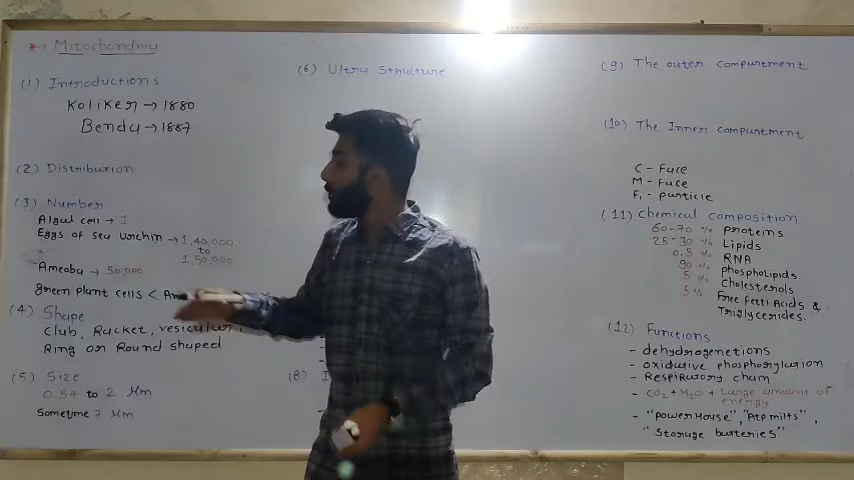 *→ Mitochondria
(1) Introductions
Koliker → 1880
Benda → 1887
(2) Distribution
(3) Number
Algal cell → 1
Eggs of sea urchin → 1,40,000
to
1,50,000
Amoeba → 50,000
green plant cells <
(4) Shape
Club, Racket, vesicular,
Ring or Round shaped
(5) Size
0.54 to 2 μm
Sometime 7 μm
(6) Ultra Structure
(8)
(9) The outer compartment
(10) The Inner compartment
C - Face
M - Face
F₁ - particle
(11) Chemical composition
60-70 % proteins
25-30 % Lipids
0.5 % RNA
90 % phospholipids
5 % Cholesterols
5 % Free fatti Acids &
Triglycerides.
(12) Functions
- dehydrogenetions
- oxidative phosphorylation
- Respiratory chain
- CO₂ + H₂O + Large amount of
energy
- "power House", "Atp milts",
"Storage batteries"